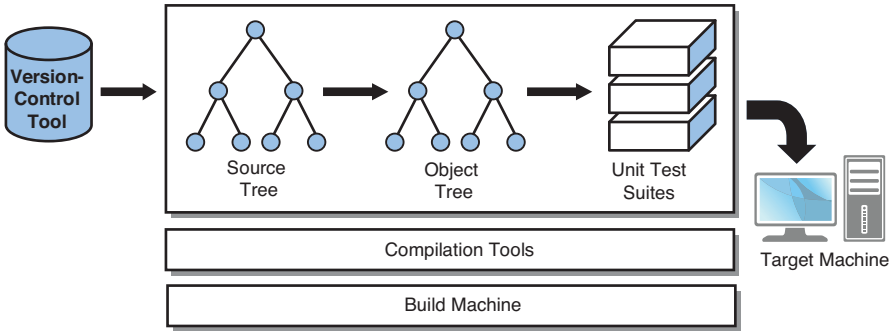 Version-
Control
Tool
Source
Tree
Object
Tree
Unit Test
Suites
Target Machine
Compilation Tools
Build Machine